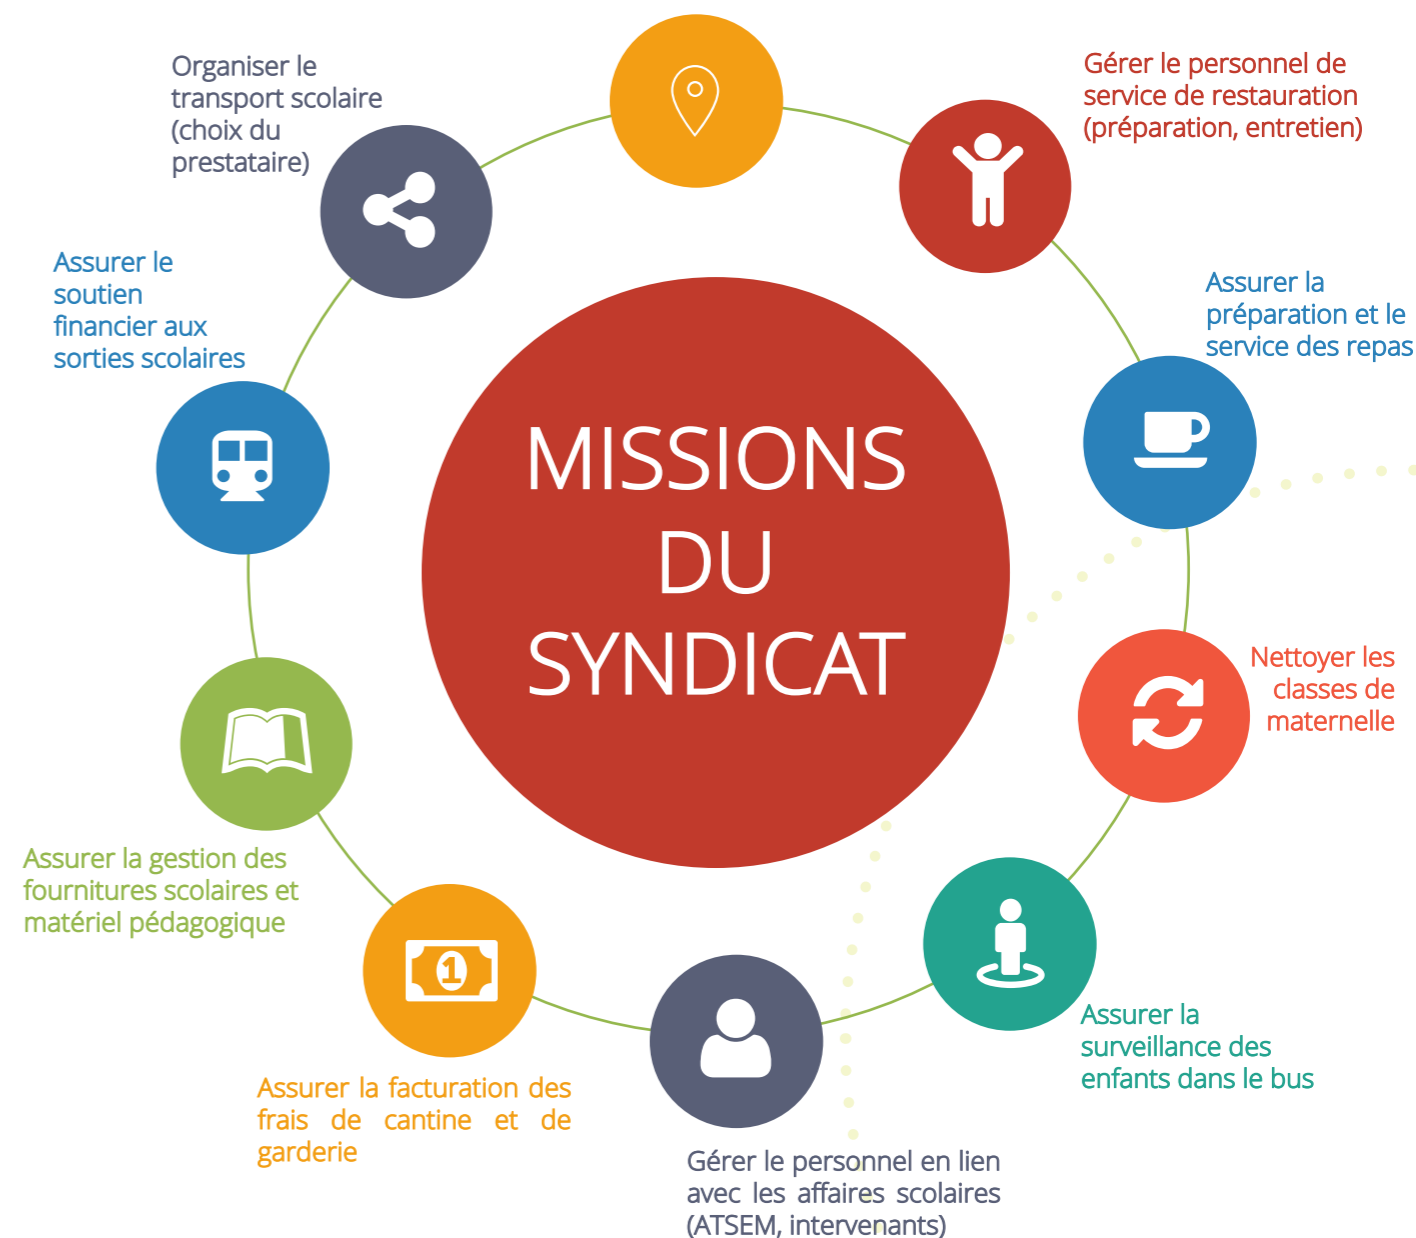 Organiser le
transport scolaire
(choix du
prestataire)
Gérer le personnel de
service de restauration
(préparation, entretien)
Assurer le
soutien
financier aux
sorties scolaires
Assurer la
préparation et le
service des repas
MISSIONS
DU
SYNDICAT
Nettoyer les
classes de
maternelle
Assurer la gestion des
fournitures scolaires et
matériel pédagogique
1
Assurer la
surveillance des
enfants dans le bus
Assurer la facturation des
frais de cantine et de
garderie
Gérer le personnel en lien
avec les affaires scolaires
(ATSEM, intervenants)